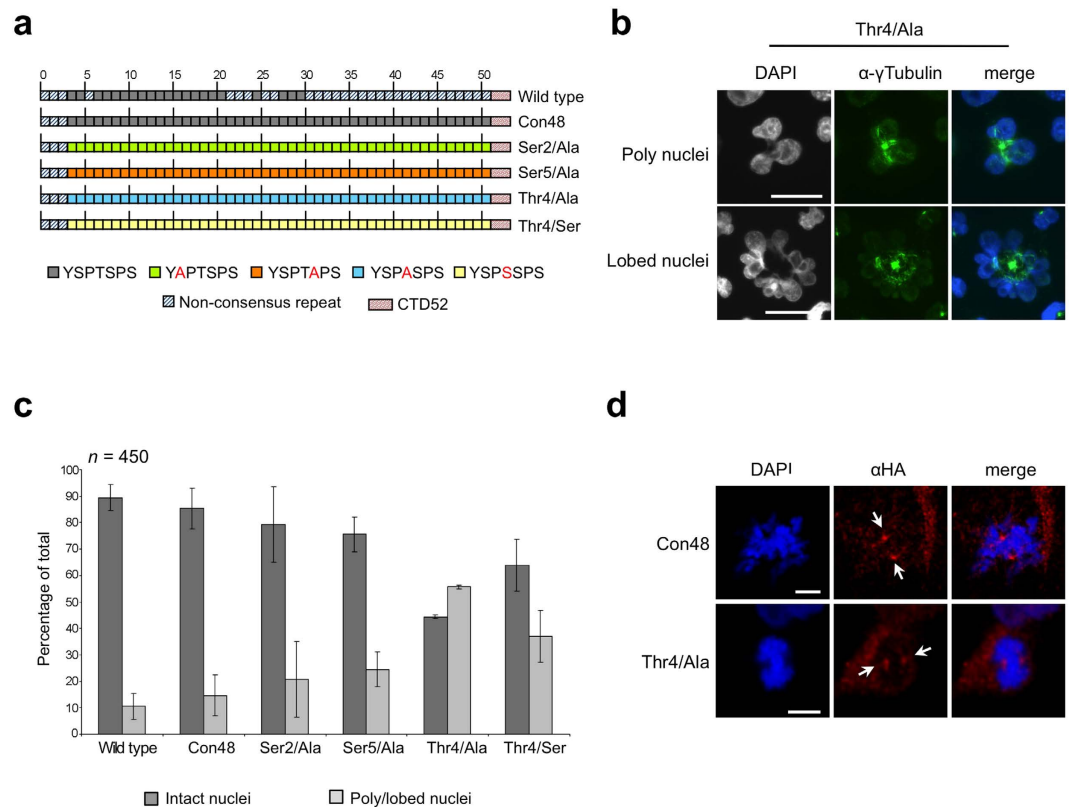 a
0 5 10 15 20 25 30 35 40 45 50
Wild type
Con48
Ser2/Ala
Ser5/Ala
Thr4/Ala
Thr4/Ser
YSPTSPS YAPTSPS YSPTAPS YSPASPS YSPSSPS
Non-consensus repeat CTD52
b
Thr4/Ala
DAPI α-γTubulin merge
Poly nuclei
Lobed nuclei
c
n = 450
Percentage of total
100
90
80
70
60
50
40
30
20
10
0
Wild type Con48 Ser2/Ala Ser5/Ala Thr4/Ala Thr4/Ser
Intact nuclei Poly/lobed nuclei
d
DAPI αHA merge
Con48
Thr4/Ala